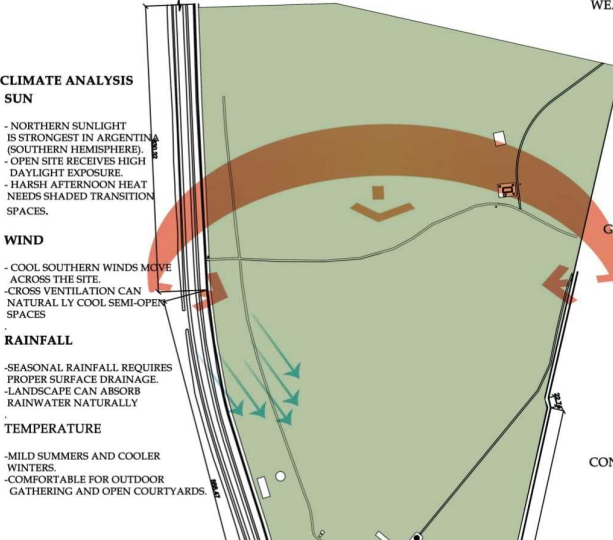 WEA
CLIMATE ANALYSIS
SUN
- NORTHERN SUNLIGHT
IS STRONGEST IN ARGENTINA
(SOUTHERN HEMISPHERE).
- OPEN SITE RECEIVES HIGH
DAYLIGHT EXPOSURE.
- HARSH AFTERNOON HEAT
NEEDS SHADED TRANSITION
SPACES.
WIND
- COOL SOUTHERN WINDS MOVE
ACROSS THE SITE.
-CROSS VENTILATION CAN
NATURAL LY COOL SEMI-OPEN
SPACES
.
RAINFALL
-SEASONAL RAINFALL REQUIRES
PROPER SURFACE DRAINAGE.
-LANDSCAPE CAN ABSORB
RAINWATER NATURALLY
.
TEMPERATURE
-MILD SUMMERS AND COOLER
WINTERS.
-COMFORTABLE FOR OUTDOOR
GATHERING AND OPEN COURTYARDS.
G
CON